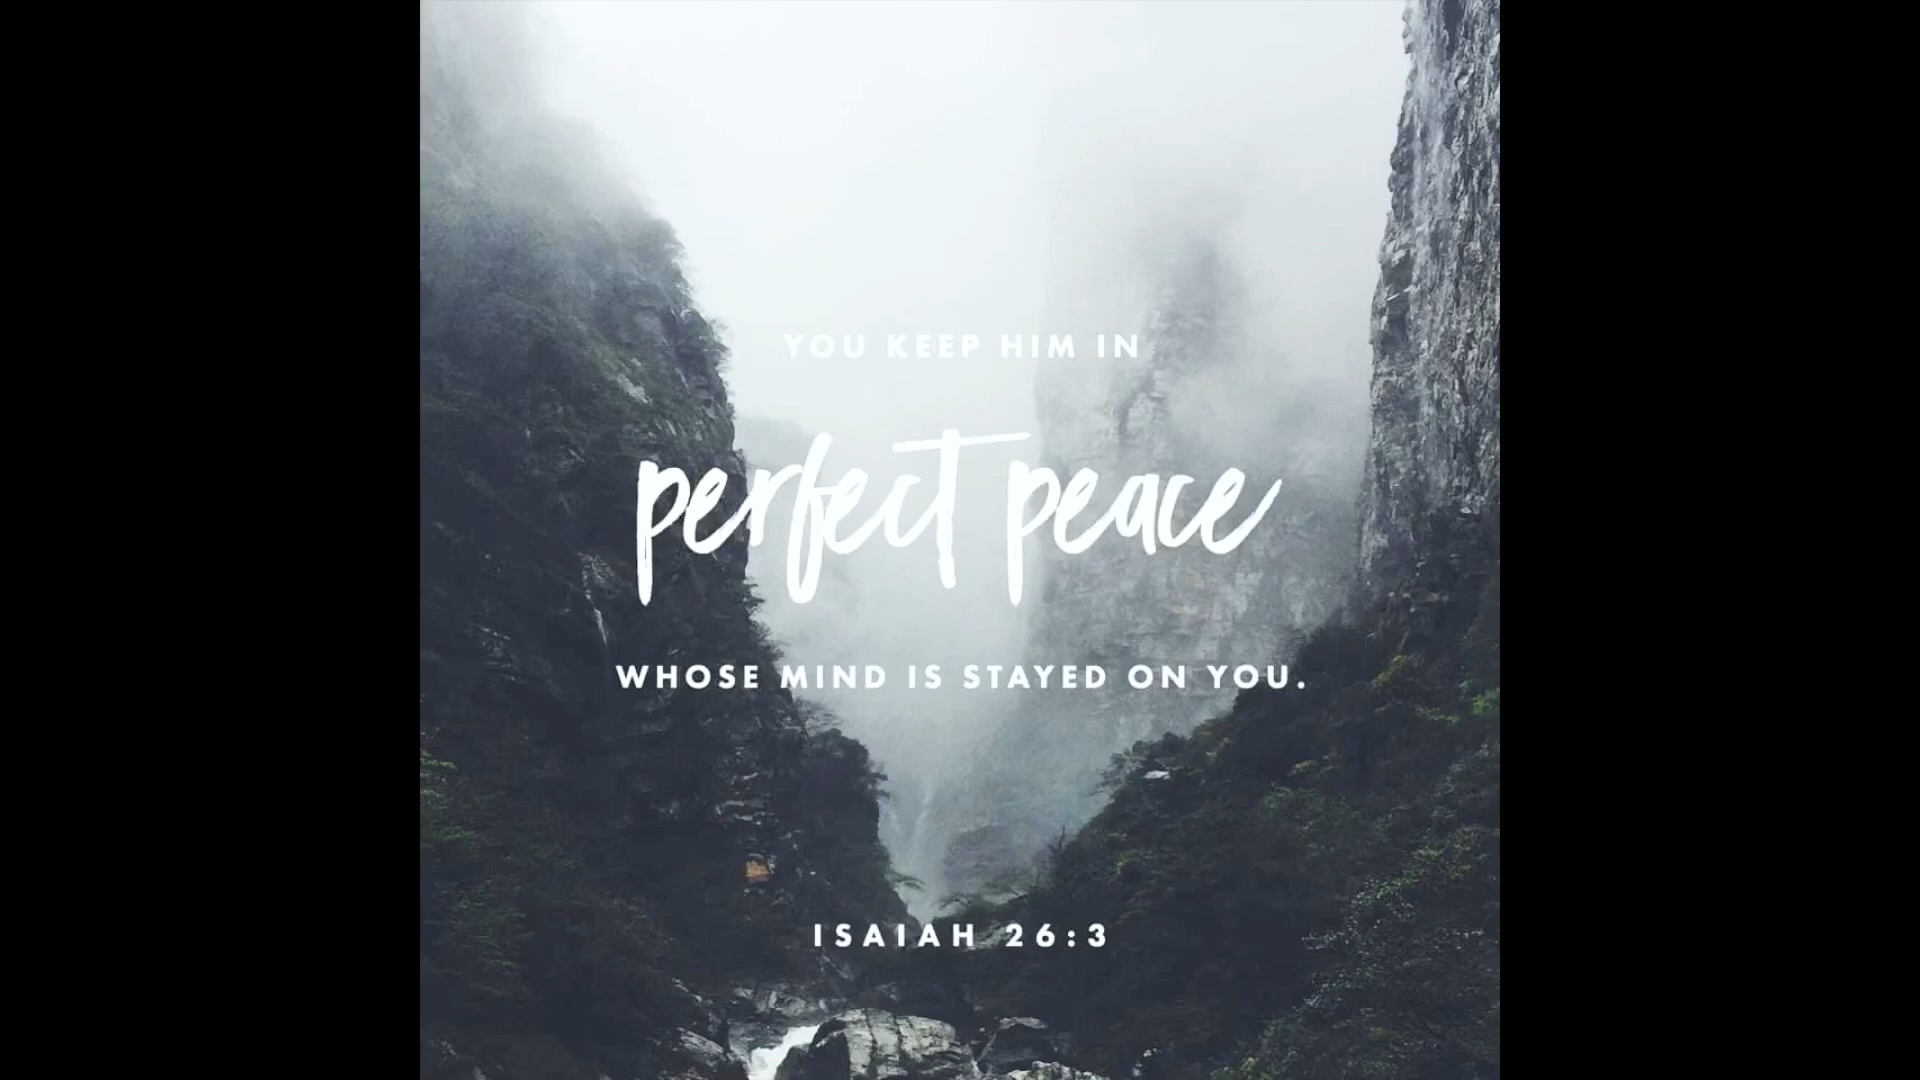 YOU KEEP HIM IN
perfect peace
WHOSE MIND IS STAYED ON YOU.
ISAIAH 26:3